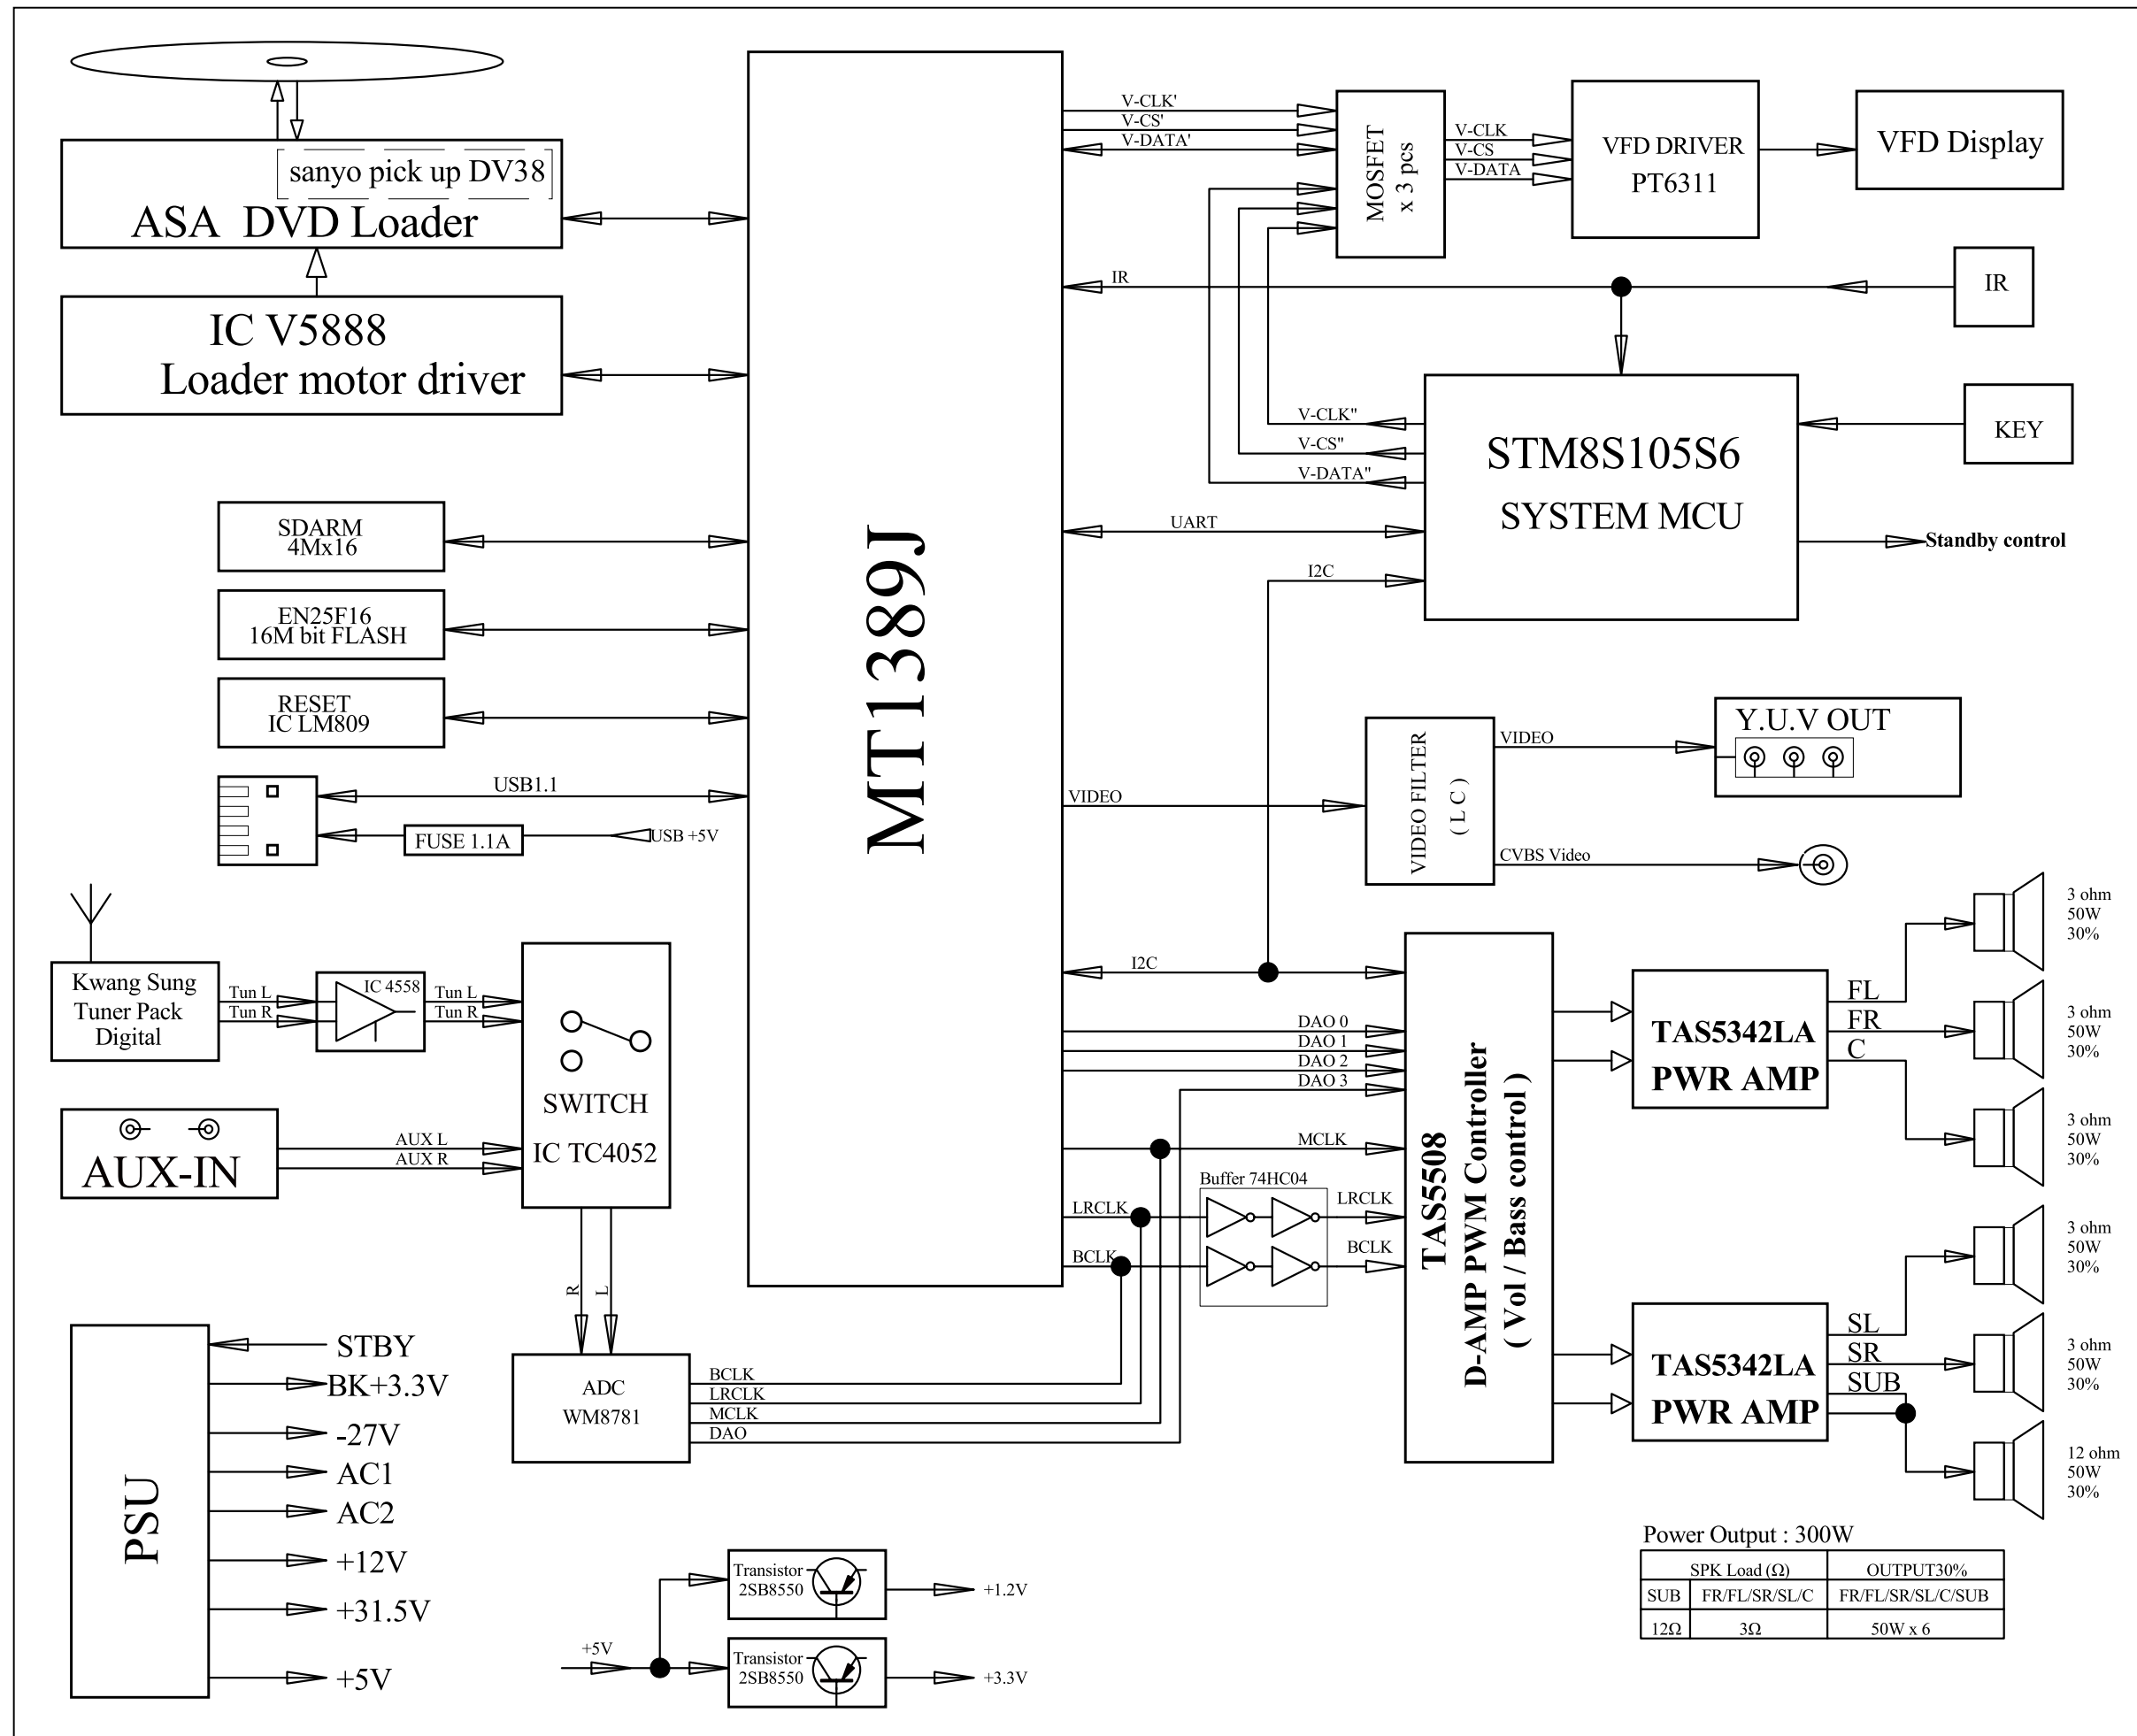 sanyo pick up DV38
ASA DVD Loader
IC V5888
Loader motor driver
SDARM
4Mx16
EN25F16
16M bit FLASH
RESET
IC LM809
USB1.1
FUSE 1.1A
USB +5V
Kwang Sung
Tuner Pack
Digital
Tun L
Tun R
IC 4558
Tun L
Tun R
SWITCH
IC TC4052
AUX-IN
AUX L
AUX R
R
L
ADC
WM8781
BCLK
LRCLK
MCLK
DAO
PSU
STBY
BK+3.3V
-27V
AC1
AC2
+12V
+31.5V
+5V
+5V
Transistor
2SB8550
+1.2V
Transistor
2SB8550
+3.3V
MT1389J
V-CLK'
V-CS'
V-DATA'
MOSFET
x 3 pcs
V-CLK
V-CS
V-DATA
VFD DRIVER
PT6311
VFD Display
IR
IR
V-CLK"
V-CS"
V-DATA"
UART
I2C
STM8S105S6
SYSTEM MCU
KEY
Standby control
VIDEO
VIDEO FILTER
( L C )
VIDEO
Y.U.V OUT
CVBS Video
I2C
DAO 0
DAO 1
DAO 2
DAO 3
MCLK
Buffer 74HC04
LRCLK
LRCLK
BCLK
BCLK
TAS5508
D-AMP PWM Controller
( Vol / Bass control )
TAS5342LA
PWR AMP
FL
FR
C
3 ohm
50W
30%
3 ohm
50W
30%
3 ohm
50W
30%
TAS5342LA
PWR AMP
SL
SR
SUB
3 ohm
50W
30%
3 ohm
50W
30%
12 ohm
50W
30%
Power Output : 300W
SPK Load (Ω) OUTPUT30%
SUB FR/FL/SR/SL/C FR/FL/SR/SL/C/SUB
12Ω 3Ω 50W x 6